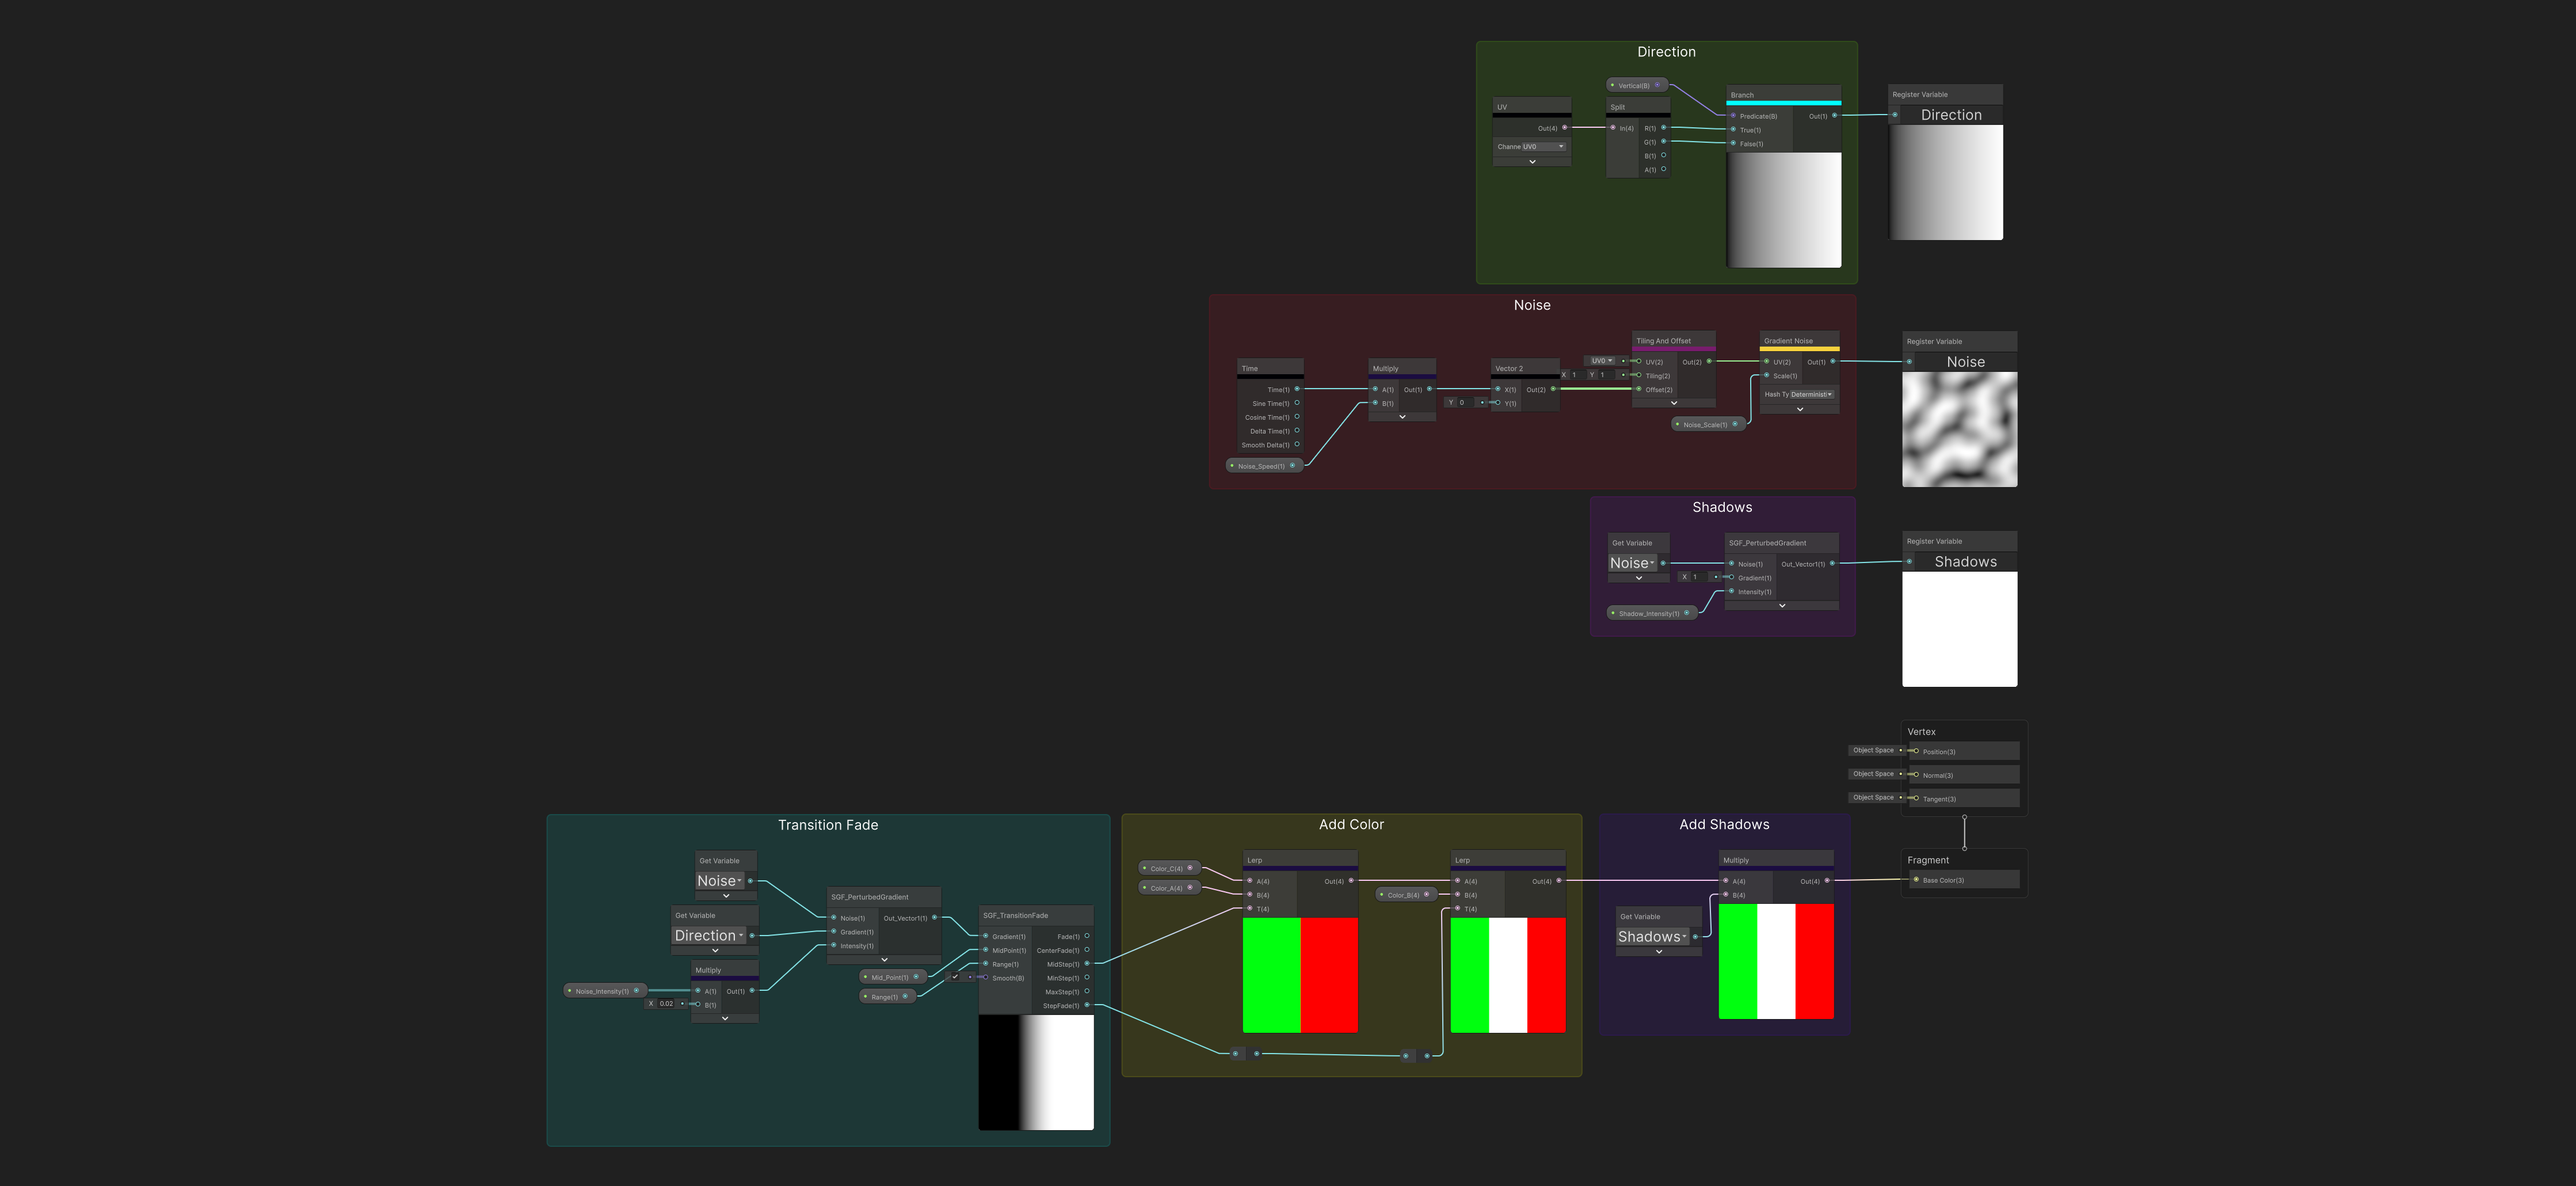 Direction
Vertical(B)
UV
Out(4)
Channe UV0
Split
In(4)
R(1)
G(1)
B(1)
A(1)
Branch
Predicate(B)
True(1)
False(1)
Out(1)
Register Variable
Direction
Noise
Time
Time(1)
Sine Time(1)
Cosine Time(1)
Delta Time(1)
Smooth Delta(1)
Noise_Speed(1)
Multiply
A(1)
B(1)
Out(1)
Y 0
Vector 2
X(1)
Y(1)
Out(2)
UV0
X 1 Y 1
Tiling And Offset
UV(2)
Tiling(2)
Offset(2)
Out(2)
Noise_Scale(1)
Gradient Noise
UV(2)
Scale(1)
Out(1)
Hash Ty Deterministi
Register Variable
Noise
Shadows
Get Variable
Noise
X 1
Shadow_Intensity(1)
SGF_PerturbedGradient
Noise(1)
Gradient(1)
Intensity(1)
Out_Vector1(1)
Register Variable
Shadows
Vertex
Object Space
Position(3)
Object Space
Normal(3)
Object Space
Tangent(3)
Fragment
Base Color(3)
Transition Fade
Get Variable
Noise
Get Variable
Direction
Noise_Intensity(1)
X 0.02
Multiply
A(1)
B(1)
Out(1)
SGF_PerturbedGradient
Noise(1)
Gradient(1)
Intensity(1)
Out_Vector1(1)
Mid_Point(1)
Range(1)
SGF_TransitionFade
Gradient(1)
MidPoint(1)
Range(1)
Smooth(B)
Fade(1)
CenterFade(1)
MidStep(1)
MinStep(1)
MaxStep(1)
StepFade(1)
Add Color
Color_C(4)
Color_A(4)
Lerp
A(4)
B(4)
T(4)
Out(4)
Color_B(4)
Lerp
A(4)
B(4)
T(4)
Out(4)
Add Shadows
Get Variable
Shadows
Multiply
A(4)
B(4)
Out(4)